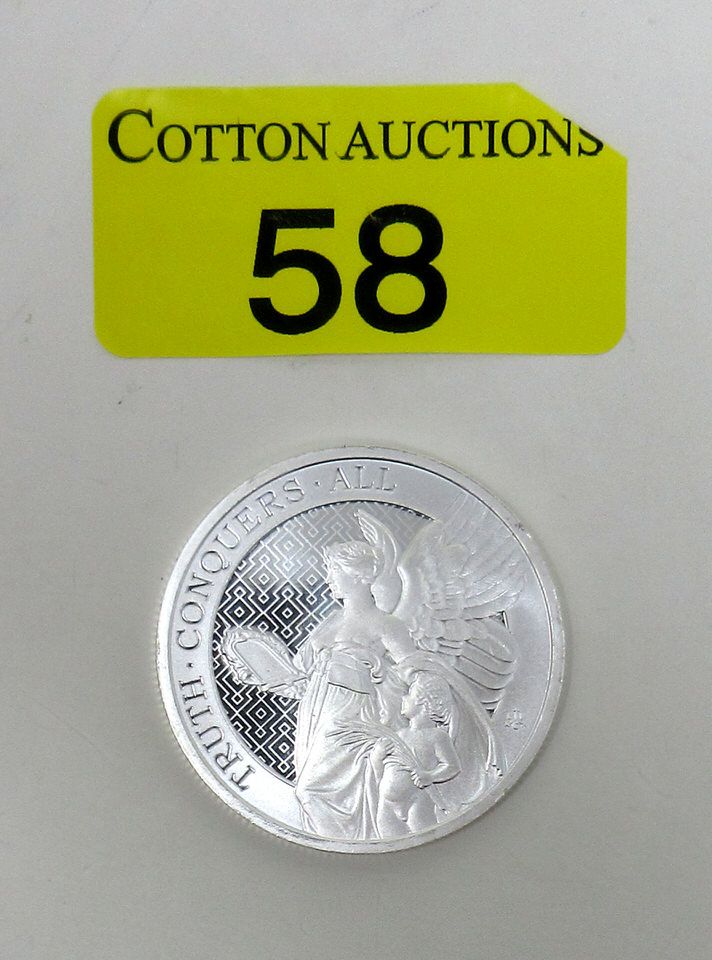 COTTON AUCTIONS
58
TRUTH · CONQUERS · ALL